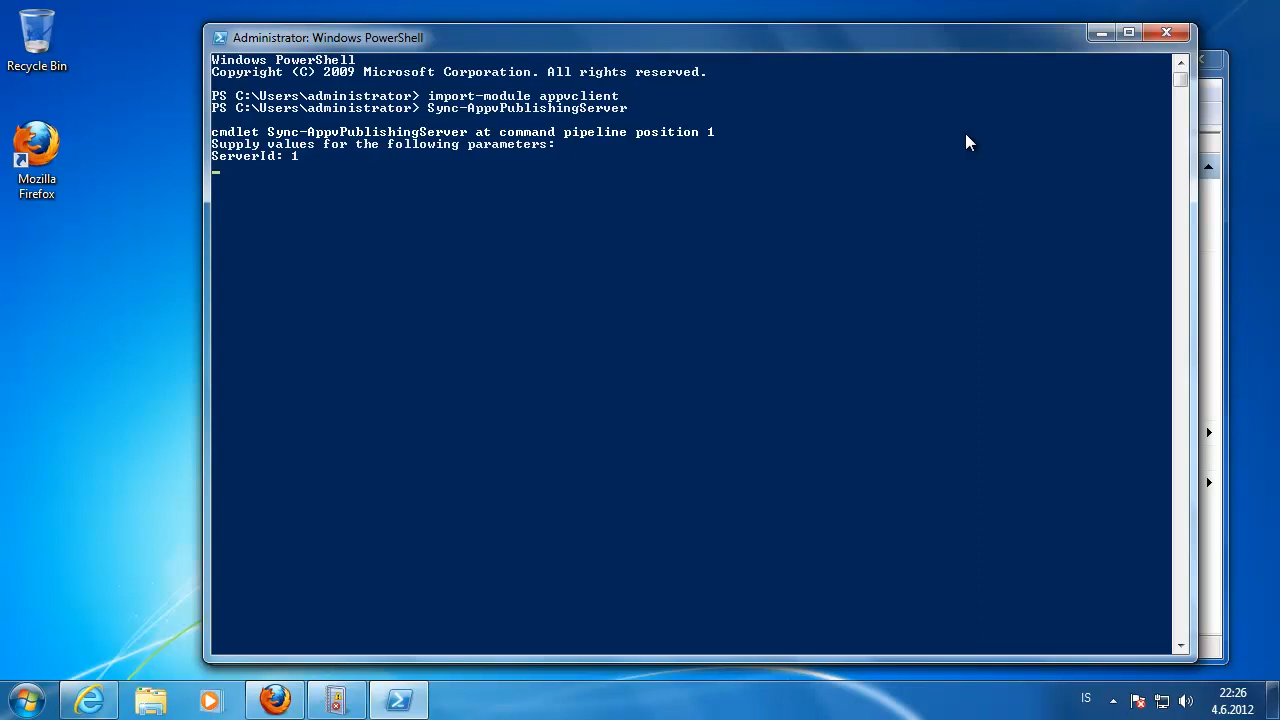 Recycle Bin
Mozilla
Firefox
Administrator: Windows PowerShell
Windows PowerShell
Copyright (C) 2009 Microsoft Corporation. All rights reserved.
PS C:\Users\administrator> import-module appvclient
PS C:\Users\administrator> Sync-AppvPublishingServer
cmdlet Sync-AppvPublishingServer at command pipeline position 1
Supply values for the following parameters:
ServerId: 1
IS
22:26
4.6.2012